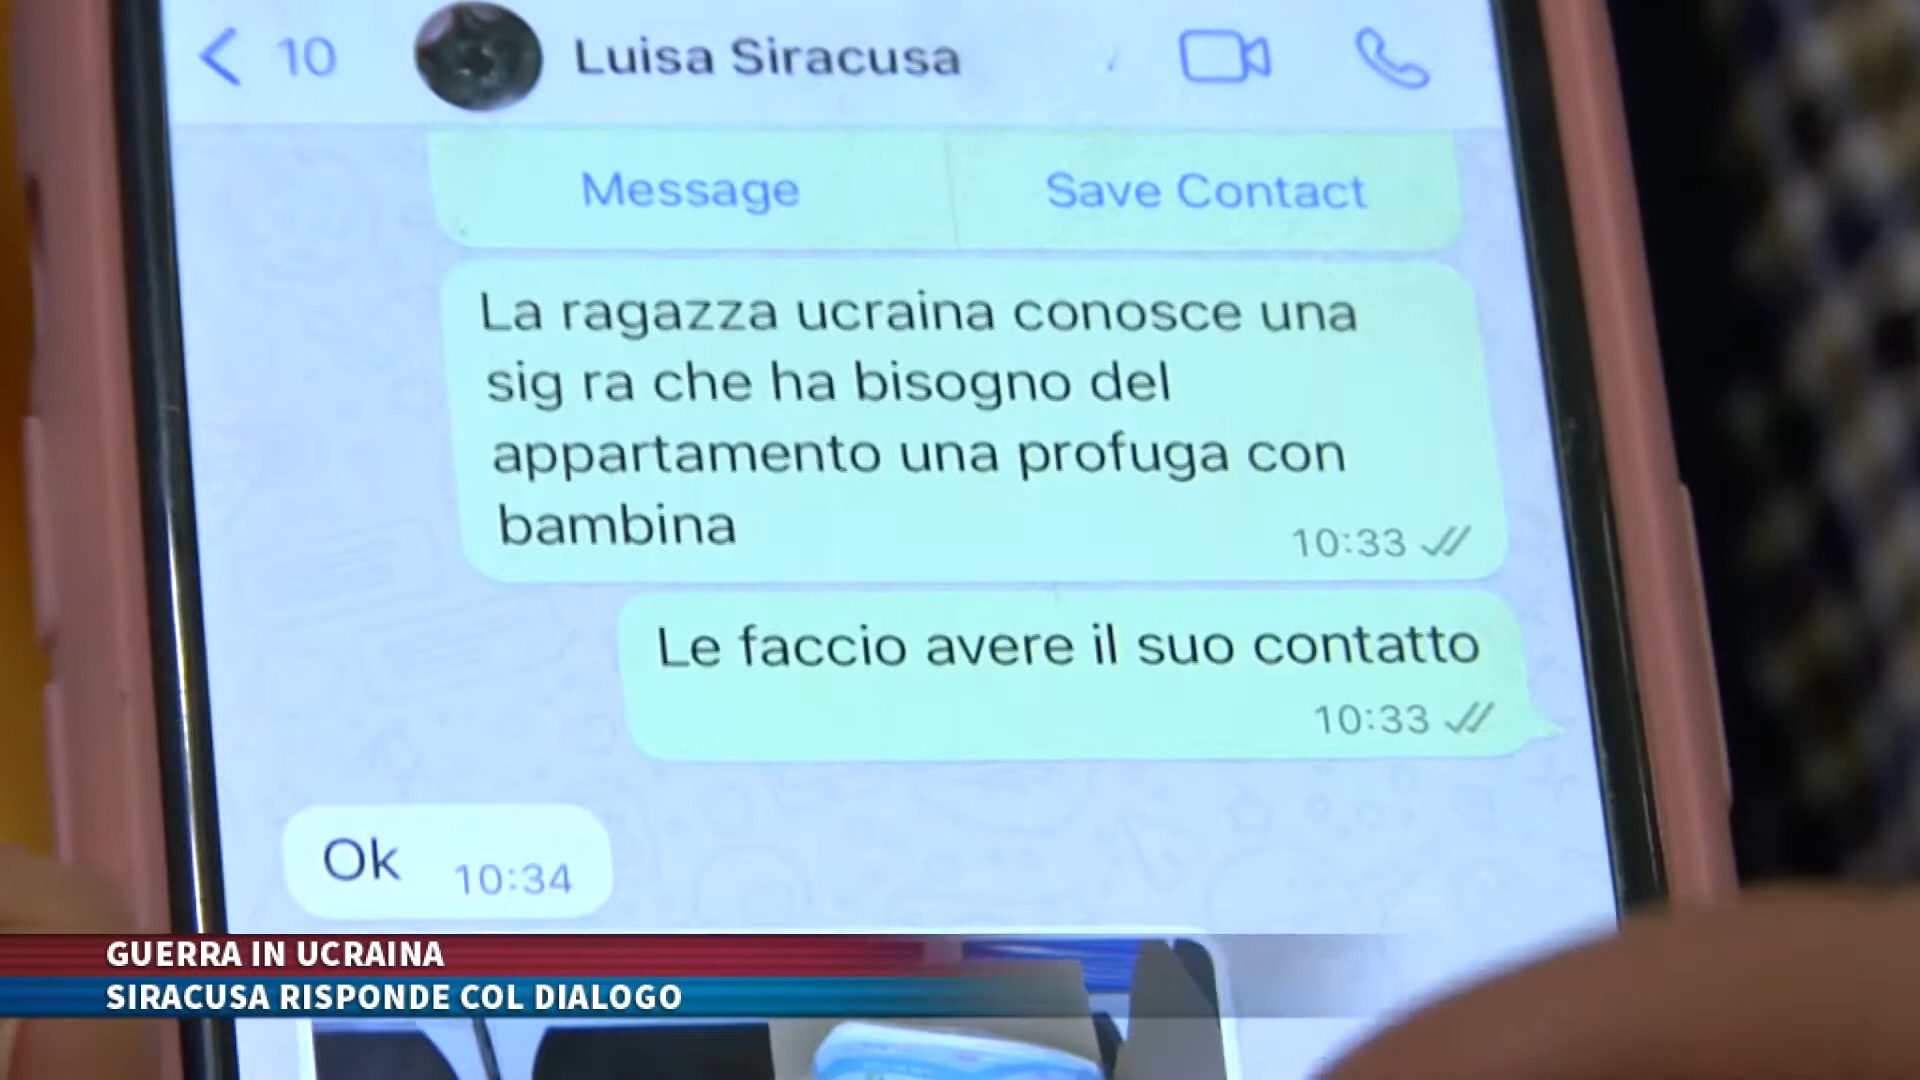 10
Luisa Siracusa
Message
Save Contact
La ragazza ucraina conosce una
sig ra che ha bisogno del
appartamento una profuga con
bambina
10:33
Le faccio avere il suo contatto
10:33
Ok
10:34
GUERRA IN UCRAINA
SIRACUSA RISPONDE COL DIALOGO